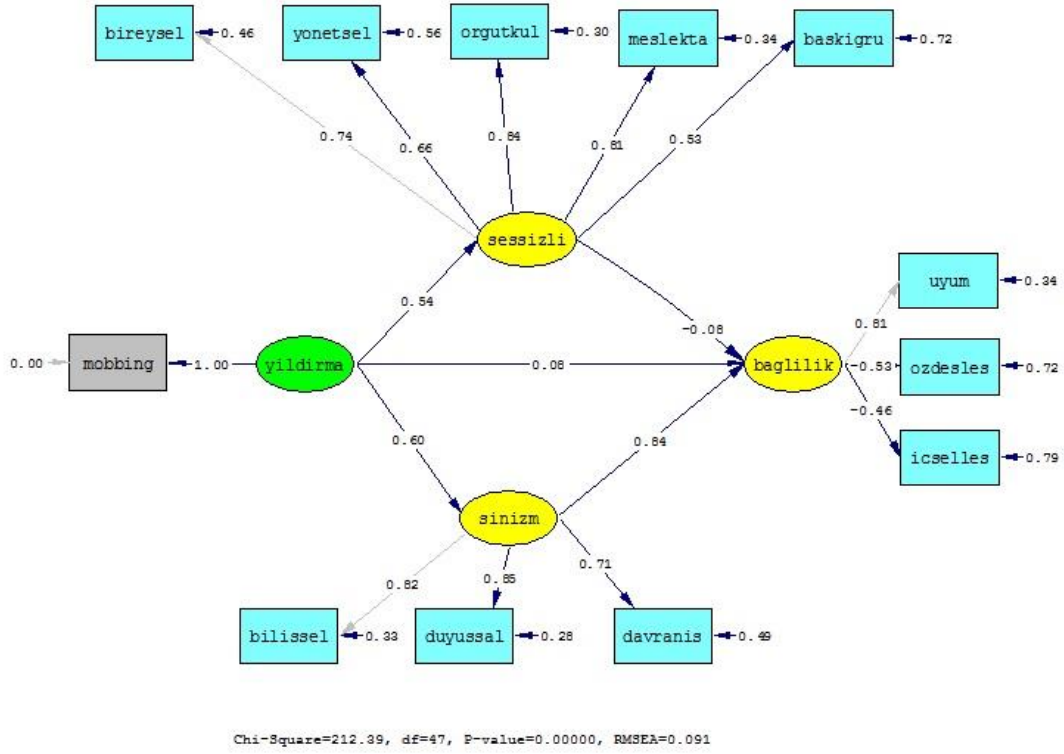 bireysel
0.46
yonetsel
0.56
orgutkul
0.30
meslekta
0.34
baskigru
0.72
0.74
0.66
0.84
0.81
0.53
sessizli
0.54
-0.08
uyum
0.34
0.81
0.00
mobbing
1.00
yildirma
0.08
baglilik
-0.53
ozdesles
0.72
-0.46
0.60
0.84
icselles
0.79
sinizm
0.82
0.85
0.71
bilissel
0.33
duyussal
0.28
davranis
0.49
Chi-Square=212.39, df=47, P-value=0.00000, RMSEA=0.091